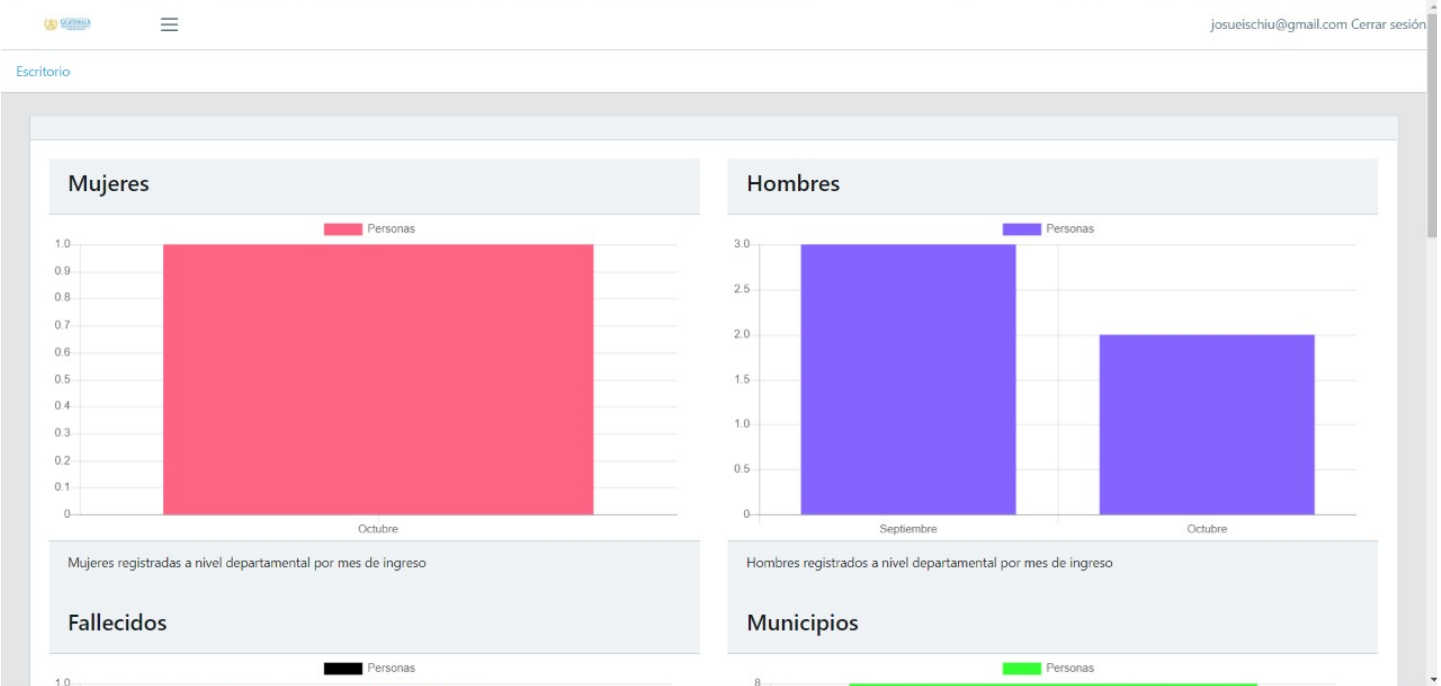 GUATEMALA
josueischiu@gmail.com Cerrar sesión
Escritorio
Mujeres
Personas
1.0
0.9
0.8
0.7
0.6
0.5
0.4
0.3
0.2
0.1
0
Octubre
Mujeres registradas a nivel departamental por mes de ingreso
Hombres
Personas
3.0
2.5
2.0
1.5
1.0
0.5
0
Septiembre
Octubre
Hombres registrados a nivel departamental por mes de ingreso
Fallecidos
Personas
1.0
Municipios
Personas
8